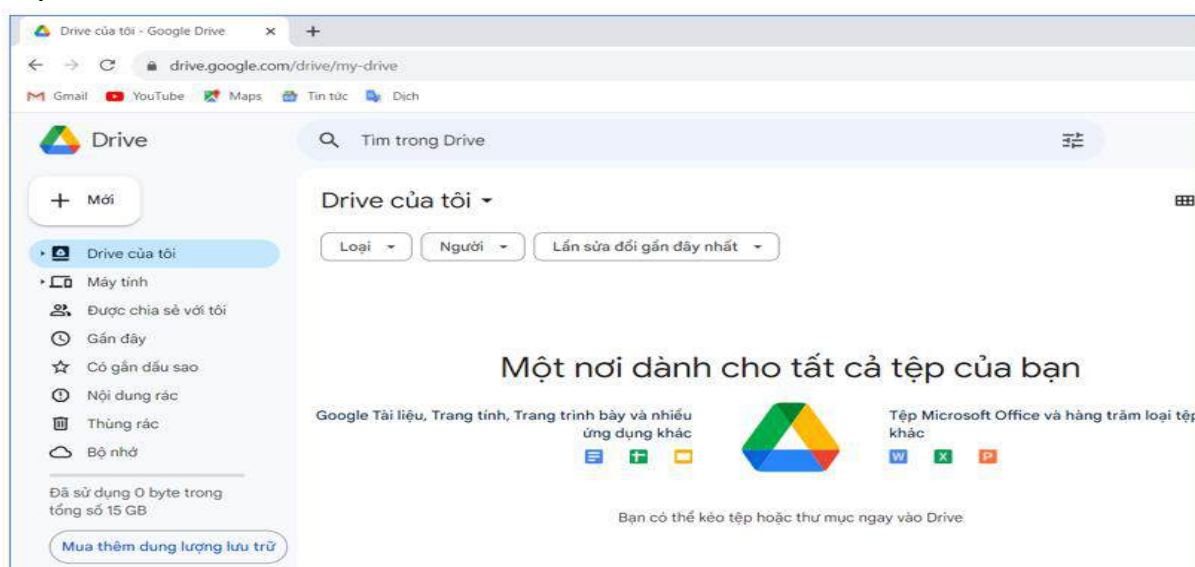 Drive của tôi - Google Drive
drive.google.com/drive/my-drive
Gmail YouTube Maps Tin tức Dịch
Drive
Tìm trong Drive
Mới
Drive của tôi
Loại Người Lần sửa đổi gần đây nhất
Drive của tôi
Máy tính
Được chia sẻ với tôi
Gần đây
Có gắn dấu sao
Nội dung rác
Thùng rác
Bộ nhớ
Đã sử dụng 0 byte trong
tổng số 15 GB
Mua thêm dung lượng lưu trữ
Một nơi dành cho tất cả tệp của bạn
Google Tài liệu, Trang tính, Trang trình bày và nhiều
ứng dụng khác
Tệp Microsoft Office và hàng trăm loại tệp
khác
W X P
Bạn có thể kéo tệp hoặc thư mục ngay vào Drive